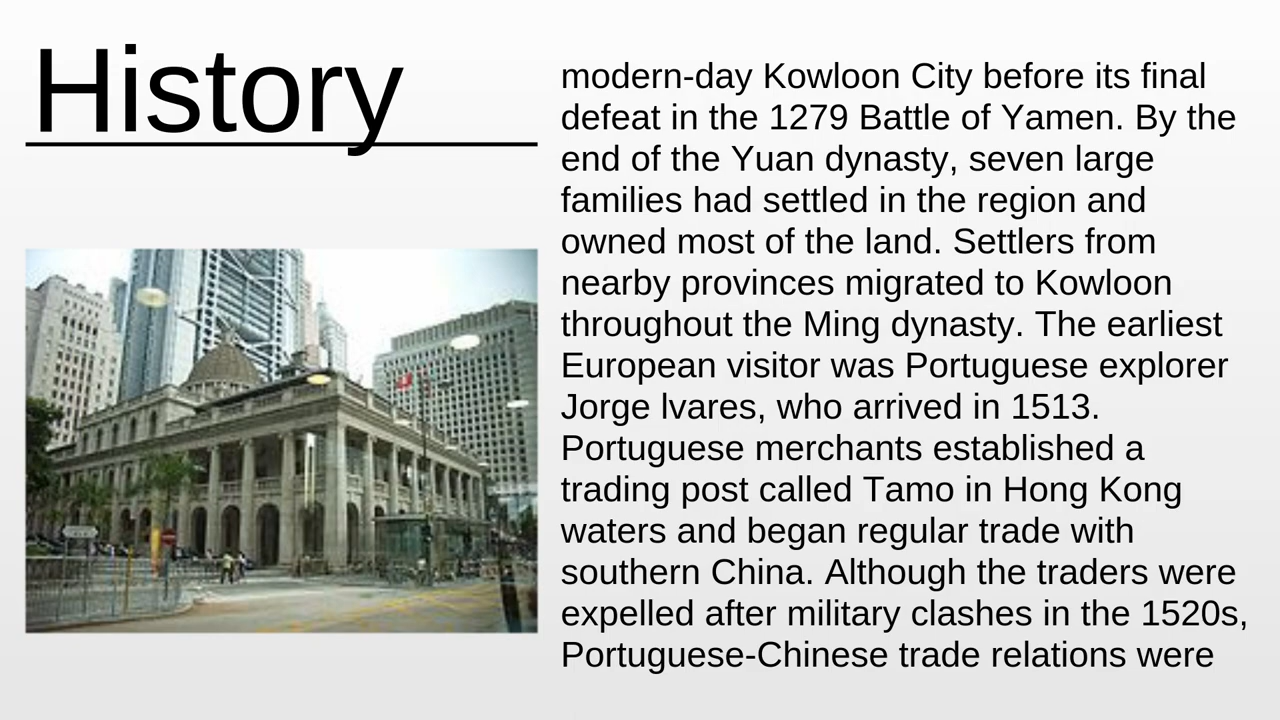 History
modern-day Kowloon City before its final
defeat in the 1279 Battle of Yamen. By the
end of the Yuan dynasty, seven large
families had settled in the region and
owned most of the land. Settlers from
nearby provinces migrated to Kowloon
throughout the Ming dynasty. The earliest
European visitor was Portuguese explorer
Jorge lvares, who arrived in 1513.
Portuguese merchants established a
trading post called Tamo in Hong Kong
waters and began regular trade with
southern China. Although the traders were
expelled after military clashes in the 1520s,
Portuguese-Chinese trade relations were